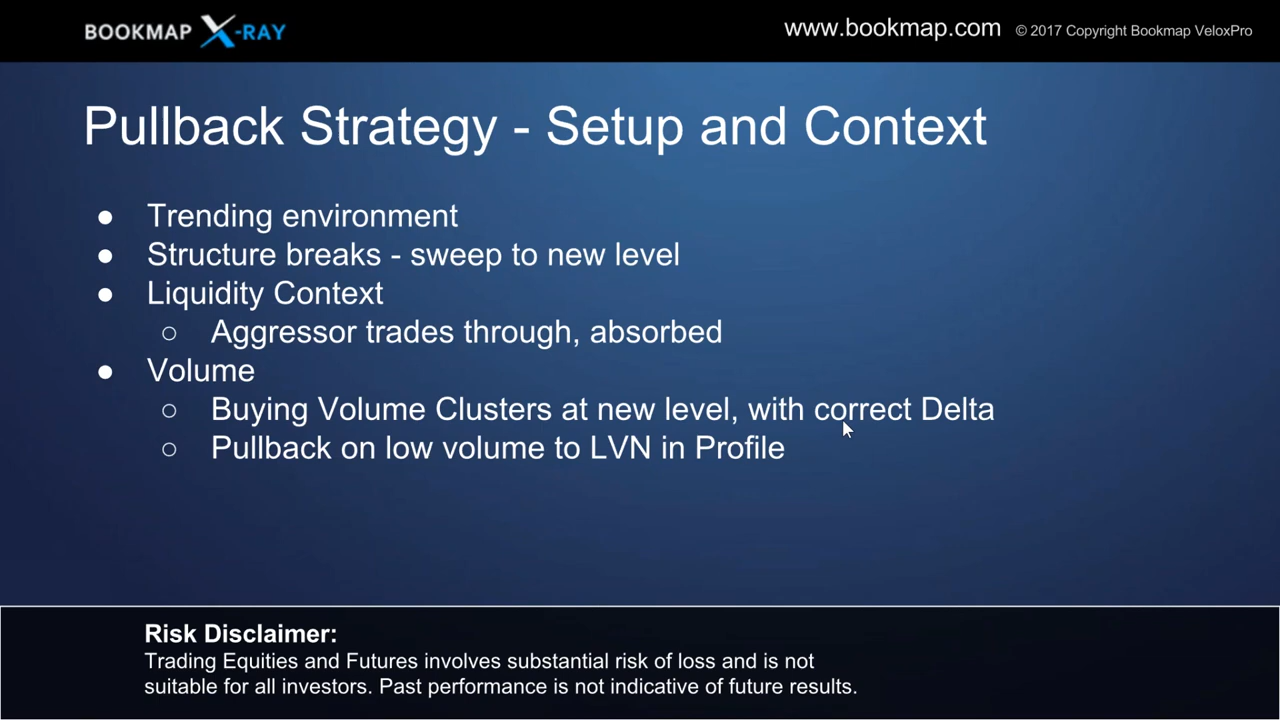 BOOKMAP X-RAY
www.bookmap.com © 2017 Copyright Bookmap VeloxPro
Pullback Strategy - Setup and Context
● Trending environment
● Structure breaks - sweep to new level
● Liquidity Context
○ Aggressor trades through, absorbed
● Volume
○ Buying Volume Clusters at new level, with correct Delta
○ Pullback on low volume to LVN in Profile
Risk Disclaimer:
Trading Equities and Futures involves substantial risk of loss and is not
suitable for all investors. Past performance is not indicative of future results.